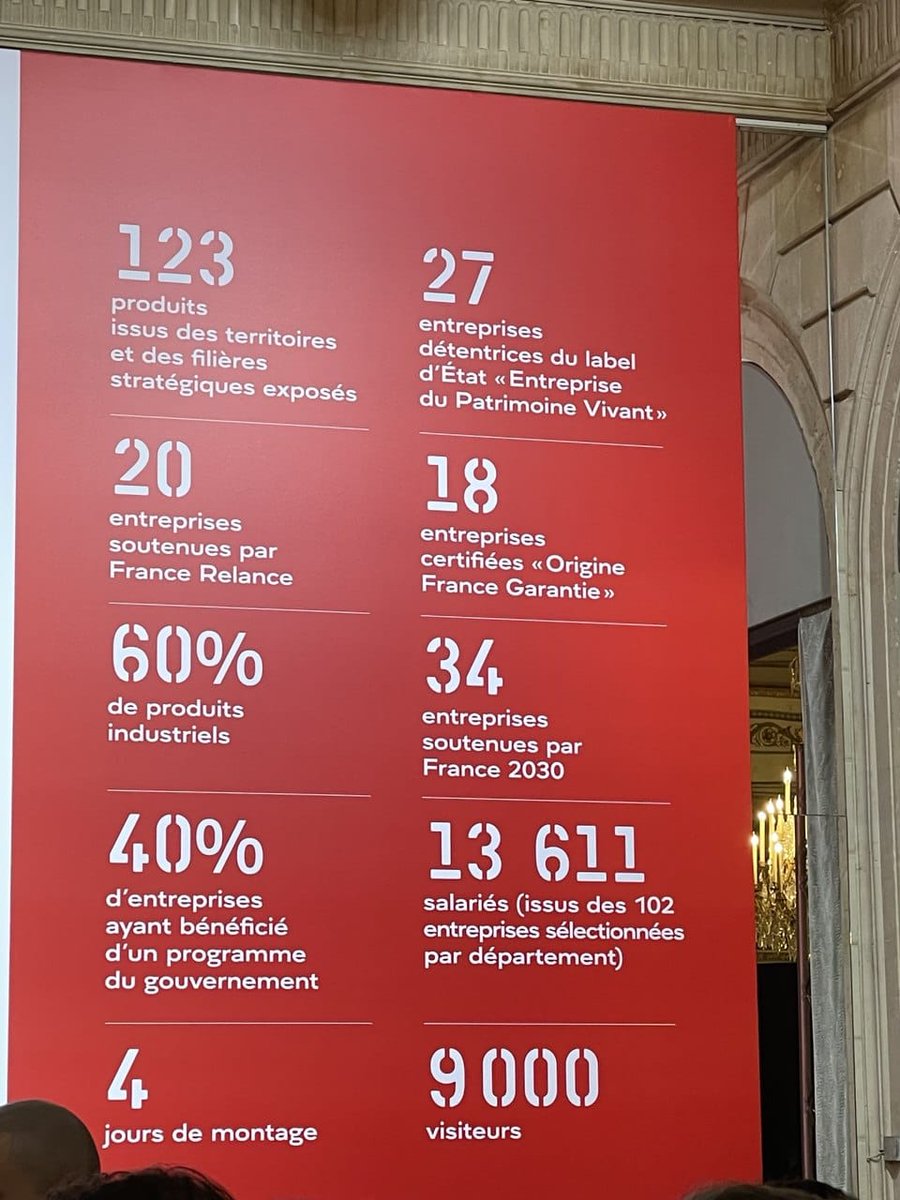 123
produits
issus des territoires
et des filières
stratégiques exposés
20
entreprises
soutenues par
France Relance
60%
de produits
industriels
40%
d'entreprises
ayant bénéficié
d'un programme
du gouvernement
4
jours de montage
27
entreprises
détentrices du label
d'État «Entreprise
du Patrimoine Vivant»
18
entreprises
certifiées «Origine
France Garantie»
34
entreprises
soutenues par
France 2030
13 611
salariés (issus des 102
entreprises sélectionnées
par département)
9 000
visiteurs